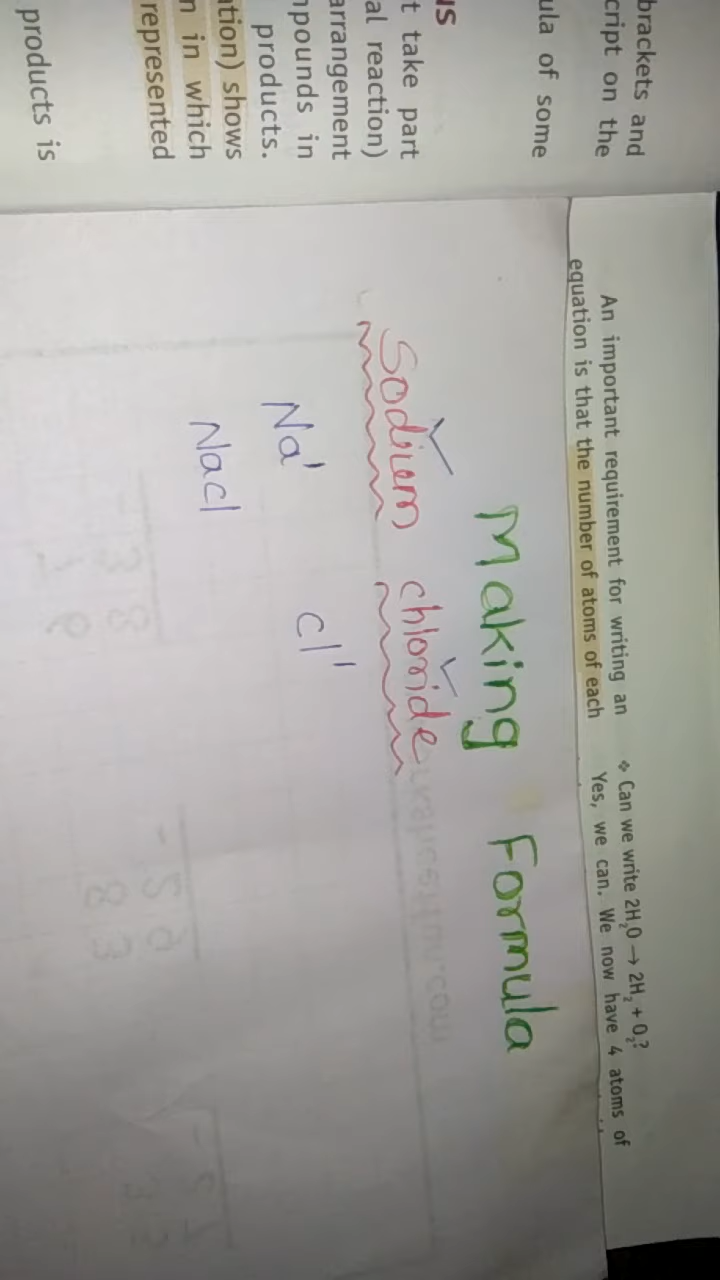 brackets and
cript on the
ula of some
NS
t take part
al reaction)
arrangement
npounds in
products.
ation) shows
n in which
represented
products is
An important requirement for writing an
equation is that the number of atoms of each
❖ Can we write 2H₂O → 2H₂ + O₂?
Yes, we can. We now have 4 atoms of
Making Formula
Sodium chloride
Na¹ cl¹
Nacl